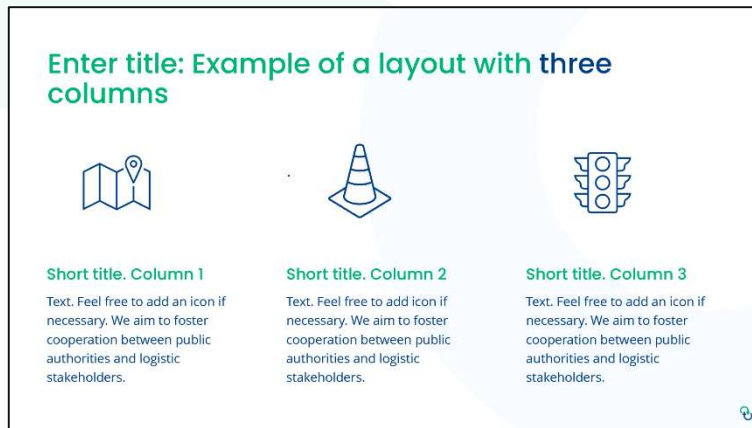 Enter title: Example of a layout with three
columns
Short title. Column 1
Text. Feel free to add an icon if
necessary. We aim to foster
cooperation between public
authorities and logistic
stakeholders.
Short title. Column 2
Text. Feel free to add icon if
necessary. We aim to foster
cooperation between public
authorities and logistic
stakeholders.
Short title. Column 3
Text. Feel free to add an icon if
necessary. We aim to foster
cooperation between public
authorities and logistic
stakeholders.